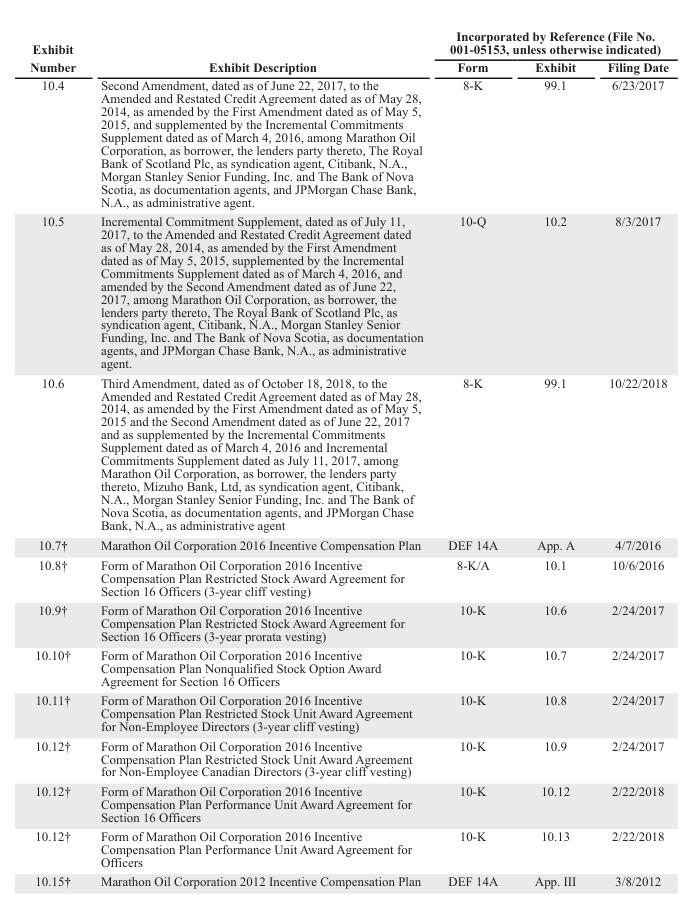 Incorporated by Reference (File No.
001-05153, unless otherwise indicated)
Exhibit
Number Exhibit Description Form Exhibit Filing Date
10.4 Second Amendment, dated as of June 22, 2017, to the 8-K 99.1 6/23/2017
Amended and Restated Credit Agreement dated as of May 28,
2014, as amended by the First Amendment dated as of May 5,
2015, and supplemented by the Incremental Commitments
Supplement dated as of March 4, 2016, among Marathon Oil
Corporation, as borrower, the lenders party thereto, The Royal
Bank of Scotland Plc, as syndication agent, Citibank, N.A.,
Morgan Stanley Senior Funding, Inc. and The Bank of Nova
Scotia, as documentation agents, and JPMorgan Chase Bank,
N.A., as administrative agent.
10.5 Incremental Commitment Supplement, dated as of July 11, 10-Q 10.2 8/3/2017
2017, to the Amended and Restated Credit Agreement dated
as of May 28, 2014, as amended by the First Amendment
dated as of May 5, 2015, supplemented by the Incremental
Commitments Supplement dated as of March 4, 2016, and
amended by the Second Amendment dated as of June 22,
2017, among Marathon Oil Corporation, as borrower, the
lenders party thereto, The Royal Bank of Scotland Plc, as
syndication agent, Citibank, N.A., Morgan Stanley Senior
Funding, Inc. and The Bank of Nova Scotia, as documentation
agents, and JPMorgan Chase Bank, N.A., as administrative
agent.
10.6 Third Amendment, dated as of October 18, 2018, to the 8-K 99.1 10/22/2018
Amended and Restated Credit Agreement dated as of May 28,
2014, as amended by the First Amendment dated as of May 5,
2015 and the Second Amendment dated as of June 22, 2017
and as supplemented by the Incremental Commitments
Supplement dated as of March 4, 2016 and Incremental
Commitments Supplement dated as July 11, 2017, among
Marathon Oil Corporation, as borrower, the lenders party
thereto, Mizuho Bank, Ltd, as syndication agent, Citibank,
N.A., Morgan Stanley Senior Funding, Inc. and The Bank of
Nova Scotia, as documentation agents, and JPMorgan Chase
Bank, N.A., as administrative agent
10.7† Marathon Oil Corporation 2016 Incentive Compensation Plan DEF 14A App. A 4/7/2016
10.8† Form of Marathon Oil Corporation 2016 Incentive 8-K/A 10.1 10/6/2016
Compensation Plan Restricted Stock Award Agreement for
Section 16 Officers (3-year cliff vesting)
10.9† Form of Marathon Oil Corporation 2016 Incentive 10-K 10.6 2/24/2017
Compensation Plan Restricted Stock Award Agreement for
Section 16 Officers (3-year prorata vesting)
10.10† Form of Marathon Oil Corporation 2016 Incentive 10-K 10.7 2/24/2017
Compensation Plan Nonqualified Stock Option Award
Agreement for Section 16 Officers
10.11† Form of Marathon Oil Corporation 2016 Incentive 10-K 10.8 2/24/2017
Compensation Plan Restricted Stock Unit Award Agreement
for Non-Employee Directors (3-year cliff vesting)
10.12† Form of Marathon Oil Corporation 2016 Incentive 10-K 10.9 2/24/2017
Compensation Plan Restricted Stock Unit Award Agreement
for Non-Employee Canadian Directors (3-year cliff vesting)
10.12† Form of Marathon Oil Corporation 2016 Incentive 10-K 10.12 2/22/2018
Compensation Plan Performance Unit Award Agreement for
Section 16 Officers
10.12† Form of Marathon Oil Corporation 2016 Incentive 10-K 10.13 2/22/2018
Compensation Plan Performance Unit Award Agreement for
Officers
10.15† Marathon Oil Corporation 2012 Incentive Compensation Plan DEF 14A App. III 3/8/2012